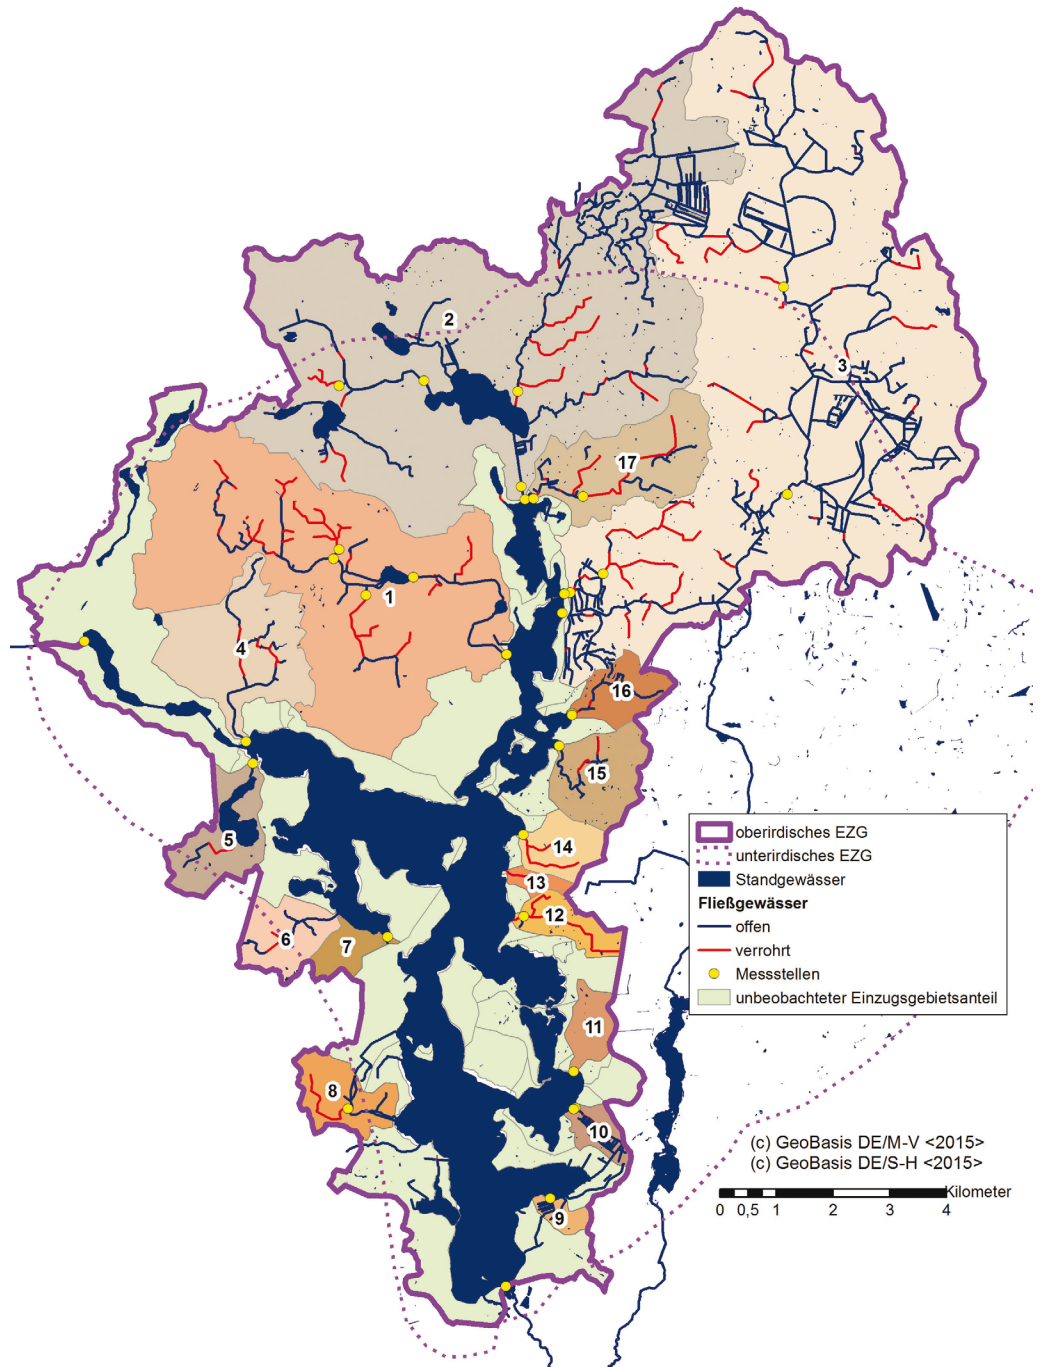 2
3
17
1
4
16
15
5
14
13
12
6
7
11
8
10
9
oberirdisches EZG
unterirdisches EZG
Standgewässer
Fließgewässer
offen
verrohrt
Messstellen
unbeobachteter Einzugsgebietsanteil
(c) GeoBasis DE/M-V <2015>
(c) GeoBasis DE/S-H <2015>
Kilometer
0 0,5 1 2 3 4